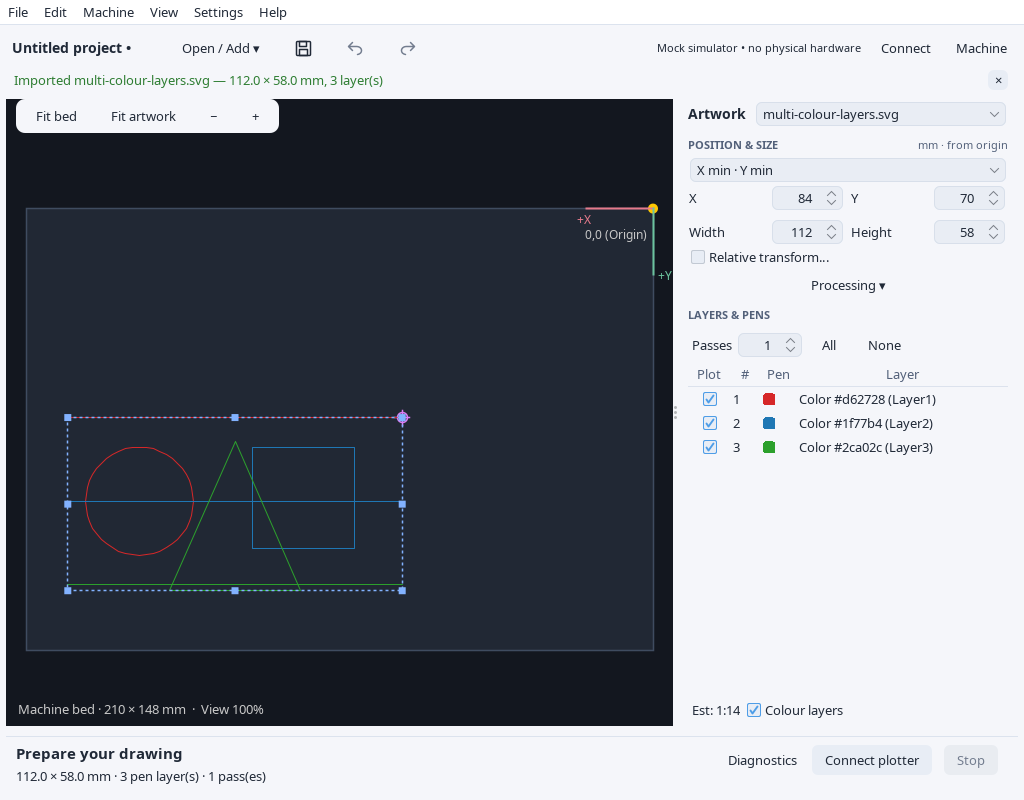 File Edit Machine View Settings Help
Untitled project • Open / Add ▾ Mock simulator • no physical hardware Connect Machine
Imported multi-colour-layers.svg — 112.0 × 58.0 mm, 3 layer(s) ×
Fit bed Fit artwork − +
+X
0,0 (Origin)
+Y
Machine bed · 210 × 148 mm · View 100%
Artwork multi-colour-layers.svg
POSITION & SIZE mm · from origin
X min · Y min
X 84 Y 70
Width 112 Height 58
Relative transform...
Processing ▾
LAYERS & PENS
Passes 1 All None
Plot # Pen Layer
1 Color #d62728 (Layer1)
2 Color #1f77b4 (Layer2)
3 Color #2ca02c (Layer3)
Est: 1:14 Colour layers
Prepare your drawing
112.0 × 58.0 mm · 3 pen layer(s) · 1 pass(es)
Diagnostics Connect plotter Stop